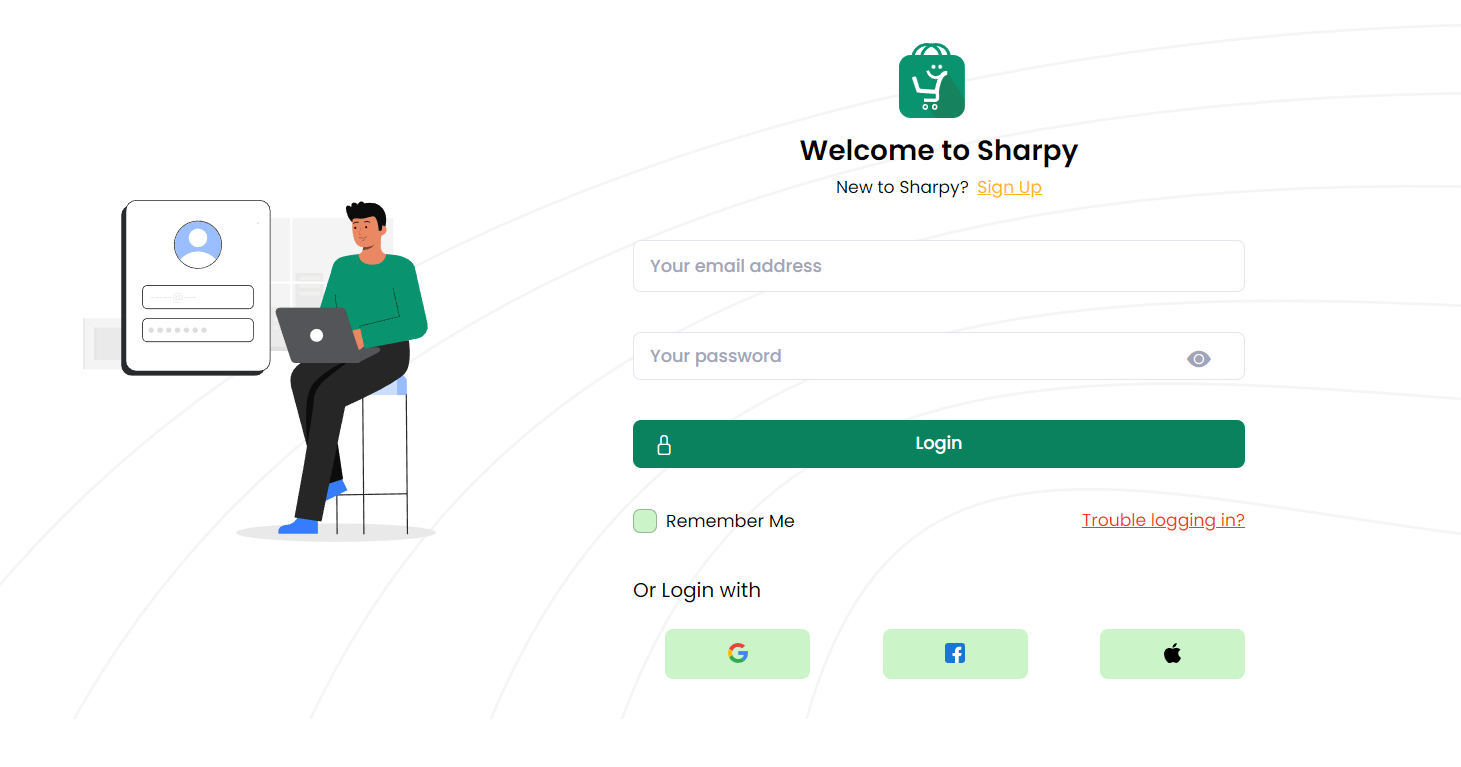 Welcome to Sharpy
New to Sharpy? Sign Up
Your email address
Your password
Login
Remember Me
Trouble logging in?
Or Login with